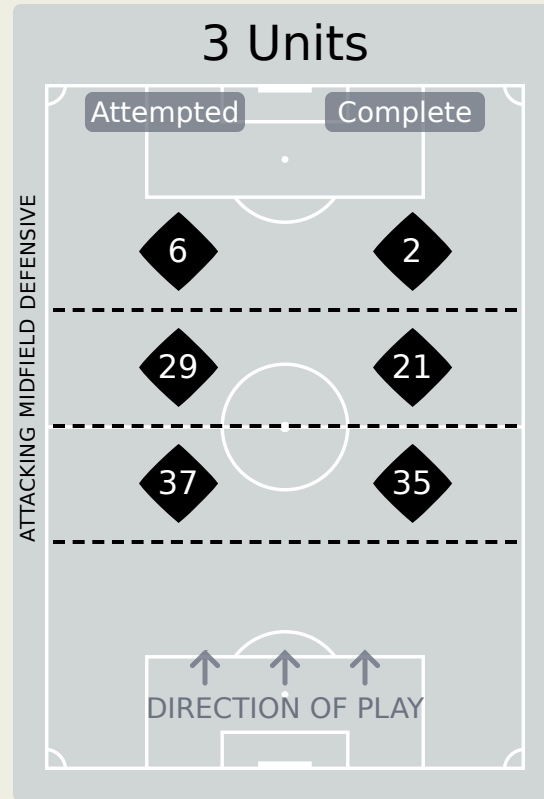 3 Units
Attempted Complete
ATTACKING MIDFIELD DEFENSIVE
6 2
29 21
37 35
DIRECTION OF PLAY